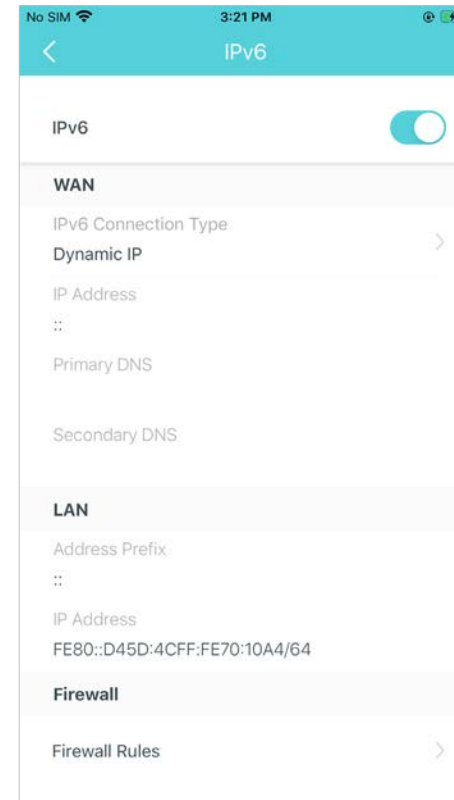 No SIM 3:21 PM
IPv6
IPv6
WAN
IPv6 Connection Type
Dynamic IP
IP Address
::
Primary DNS
Secondary DNS
LAN
Address Prefix
::
IP Address
FE80::D45D:4CFF:FE70:10A4/64
Firewall
Firewall Rules